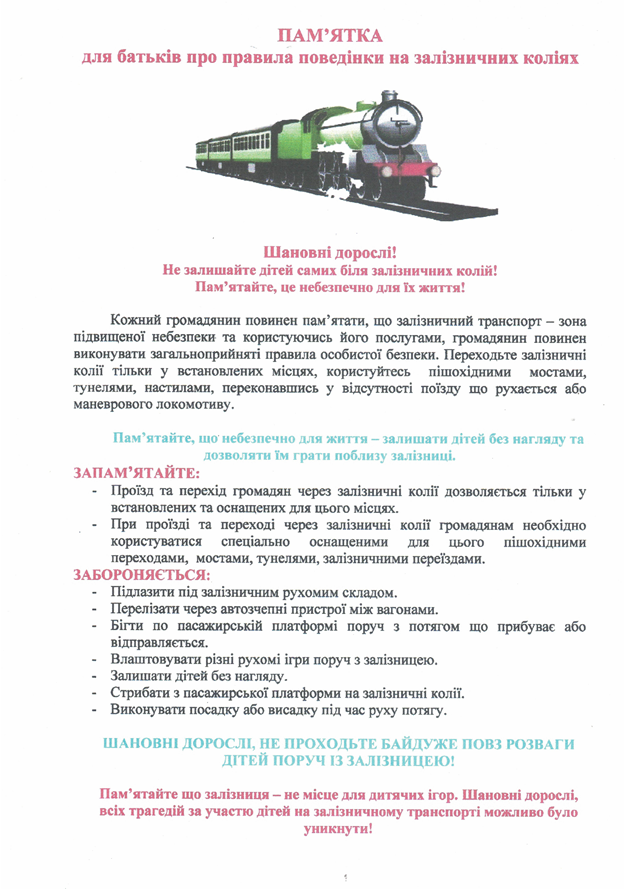 ПАМ’ЯТКА
для батьків про правила поведінки на залізничних коліях
Шановні дорослі!
Не залишайте дітей самих біля залізничних колій!
Пам’ятайте, це небезпечно для їх життя!
Кожний громадянин повинен пам’ятати, що залізничний транспорт – зона
підвищеної небезпеки та користуючись його послугами, громадянин повинен
виконувати загальноприйняті правила особистої безпеки. Переходьте залізничні
колії тільки у встановлених місцях, користуйтесь пішохідними мостами,
тунелями, настилами, переконавшись у відсутності поїзду що рухається або
маневрового локомотиву.
Пам’ятайте, що небезпечно для життя – залишати дітей без нагляду та
дозволяти їм грати поблизу залізниці.
ЗАПАМ’ЯТАЙТЕ:
- Проїзд та перехід громадян через залізничні колії дозволяється тільки у
встановлених та оснащених для цього місцях.
- При проїзді та переході через залізничні колії громадянам необхідно
користуватися спеціально оснащеними для цього пішохідними
переходами, мостами, тунелями, залізничними переїздами.
ЗАБОРОНЯЄТЬСЯ:
- Підлазити під залізничним рухомим складом.
- Перелізати через автозчепні пристрої між вагонами.
- Бігти по пасажирській платформі поруч з потягом що прибуває або
відправляється.
- Влаштовувати різні рухомі ігри поруч з залізницею.
- Залишати дітей без нагляду.
- Стрибати з пасажирської платформи на залізничні колії.
- Виконувати посадку або висадку під час руху потягу.
ШАНОВНІ ДОРОСЛІ, НЕ ПРОХОДЬТЕ БАЙДУЖЕ ПОВЗ РОЗВАГИ
ДІТЕЙ ПОРУЧ ІЗ ЗАЛІЗНИЦЕЮ!
Пам’ятайте що залізниця – не місце для дитячих ігор. Шановні дорослі,
всіх трагедій за участю дітей на залізничному транспорті можливо було
уникнути!